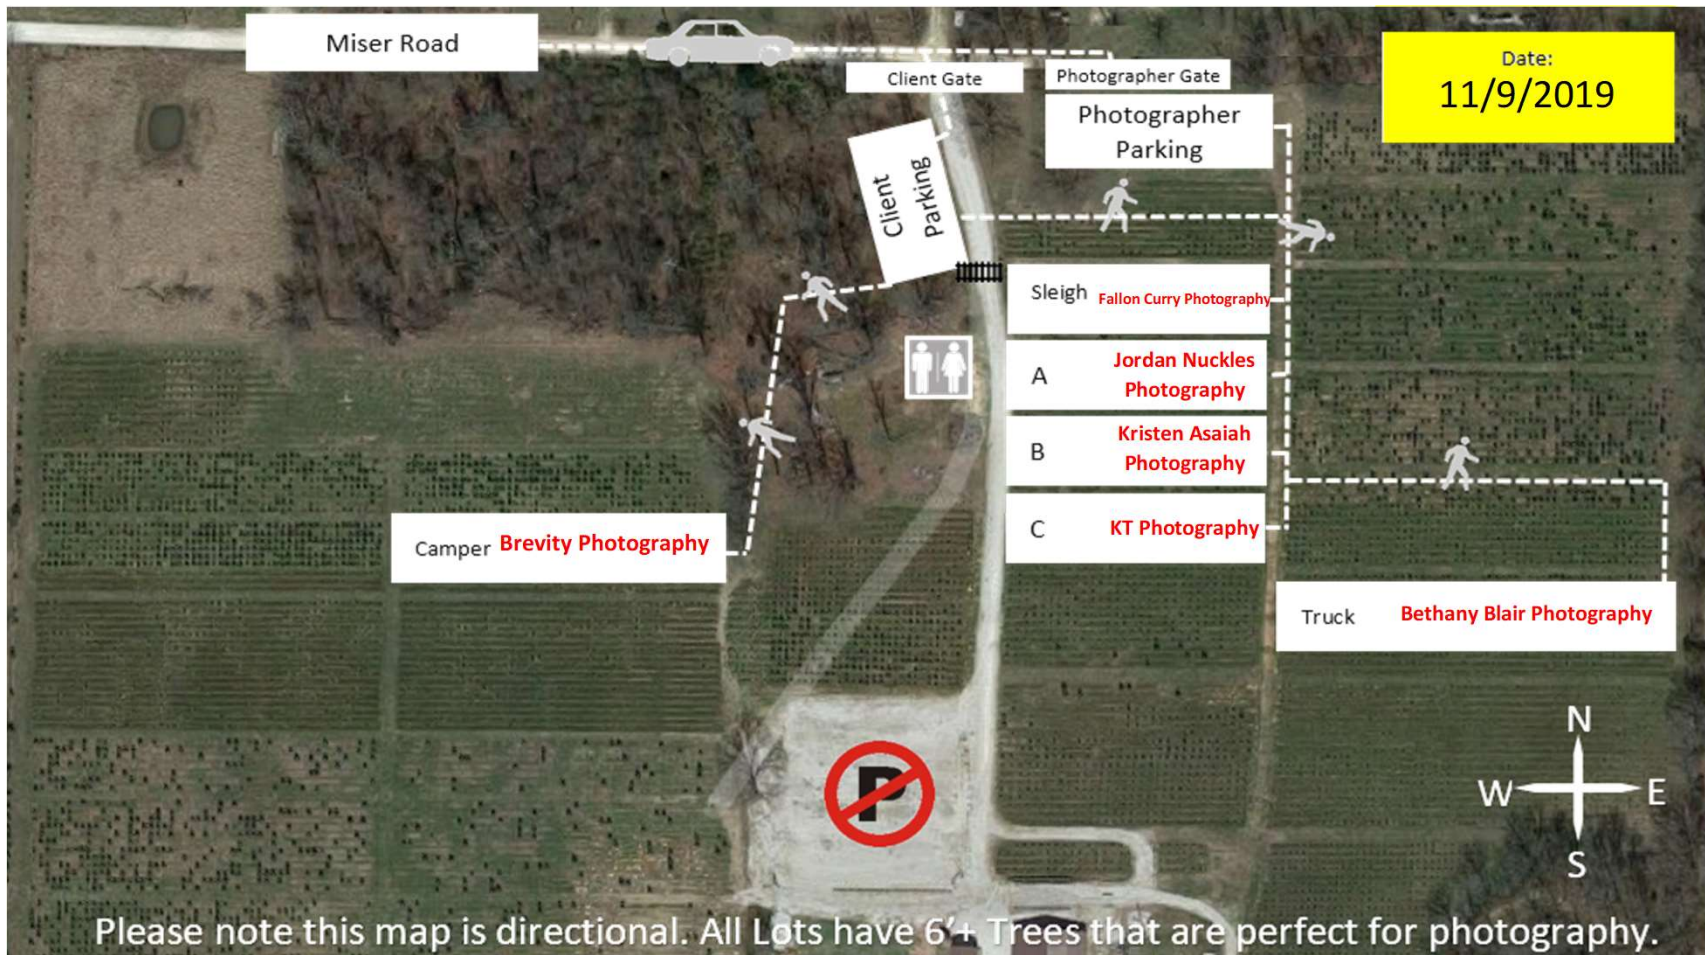 Miser Road
Client Gate
Photographer Gate
Date:
11/9/2019
Photographer
Parking
Client
Parking
Sleigh Fallon Curry Photography
A Jordan Nuckles
Photography
B Kristen Asaiah
Photography
C KT Photography
Camper Brevity Photography
Truck Bethany Blair Photography
P
N
W E
S
Please note this map is directional. All Lots have 6'+ Trees that are perfect for photography.